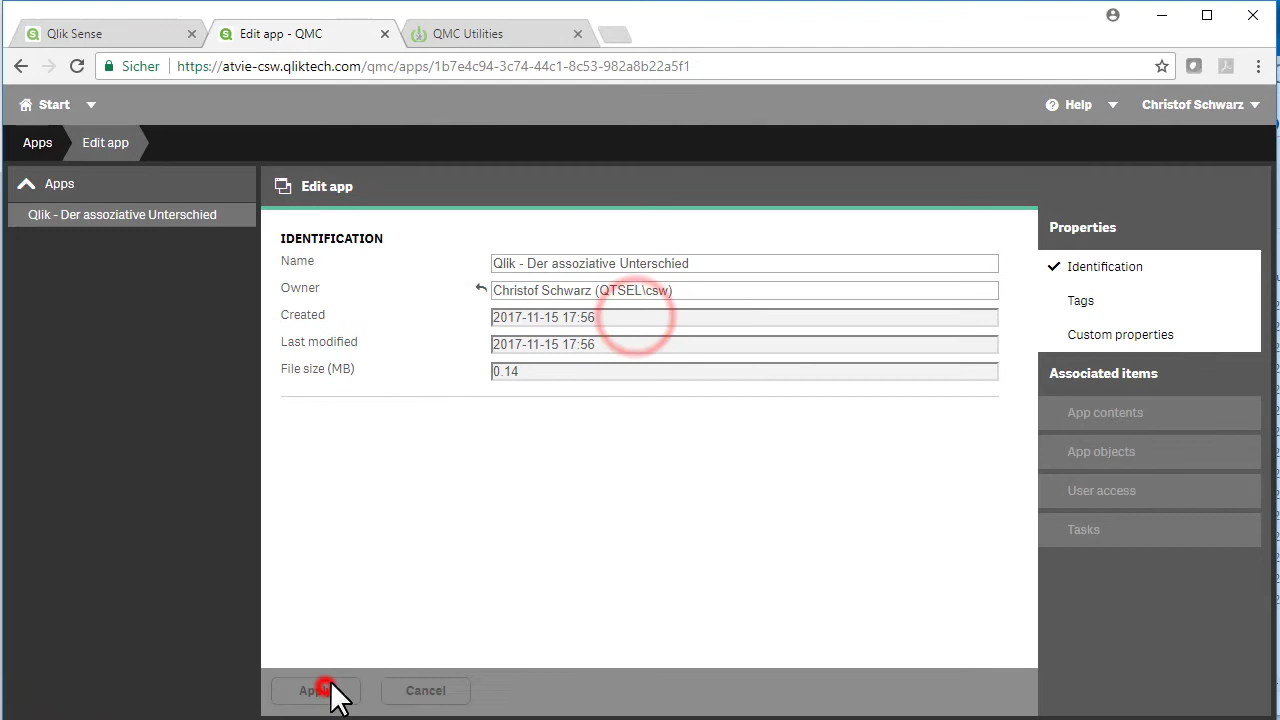 Qlik Sense
Edit app - QMC
QMC Utilities
Sicher
https://atvie-csw.qliktech.com/qmc/apps/1b7e4c94-3c74-44c1-8c53-982a8b22a5f1
Start
Help
Christof Schwarz
Apps
Edit app
Apps
Qlik - Der assoziative Unterschied
Edit app
IDENTIFICATION
Name
Qlik - Der assoziative Unterschied
Owner
Christof Schwarz (QTSEL\csw)
Created
2017-11-15 17:56
Last modified
2017-11-15 17:56
File size (MB)
0.14
Properties
Identification
Tags
Custom properties
Associated items
App contents
App objects
User access
Tasks
Cancel